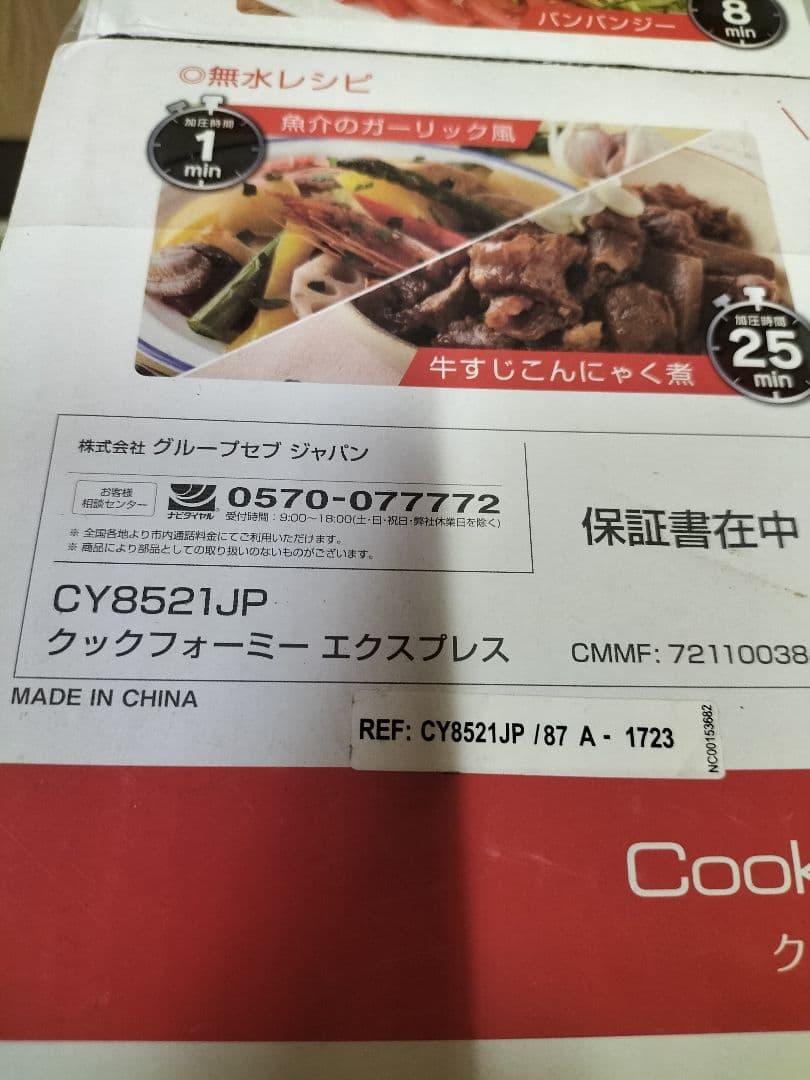 バンバンジー
8
min
◎無水レシピ
加圧時間
1
min
魚介のガーリック風
牛すじこんにゃく煮
加圧時間
25
min
株式会社 グループセブ ジャパン
お客様
相談センター
ナビダイヤル
0570-077772
受付時間:9:00~18:00(土・日・祝日・弊社休業日を除く)
※ 全国各地より市内通話料金にてご利用いただけます。
※ 商品により部品としての取り扱いのないものがございます。
保証書在中
CY8521JP
クックフォーミー エクスプレス
CMMF: 72110038
MADE IN CHINA
REF: CY8521JP /87 A - 1723
NC00153682
Cook
ク